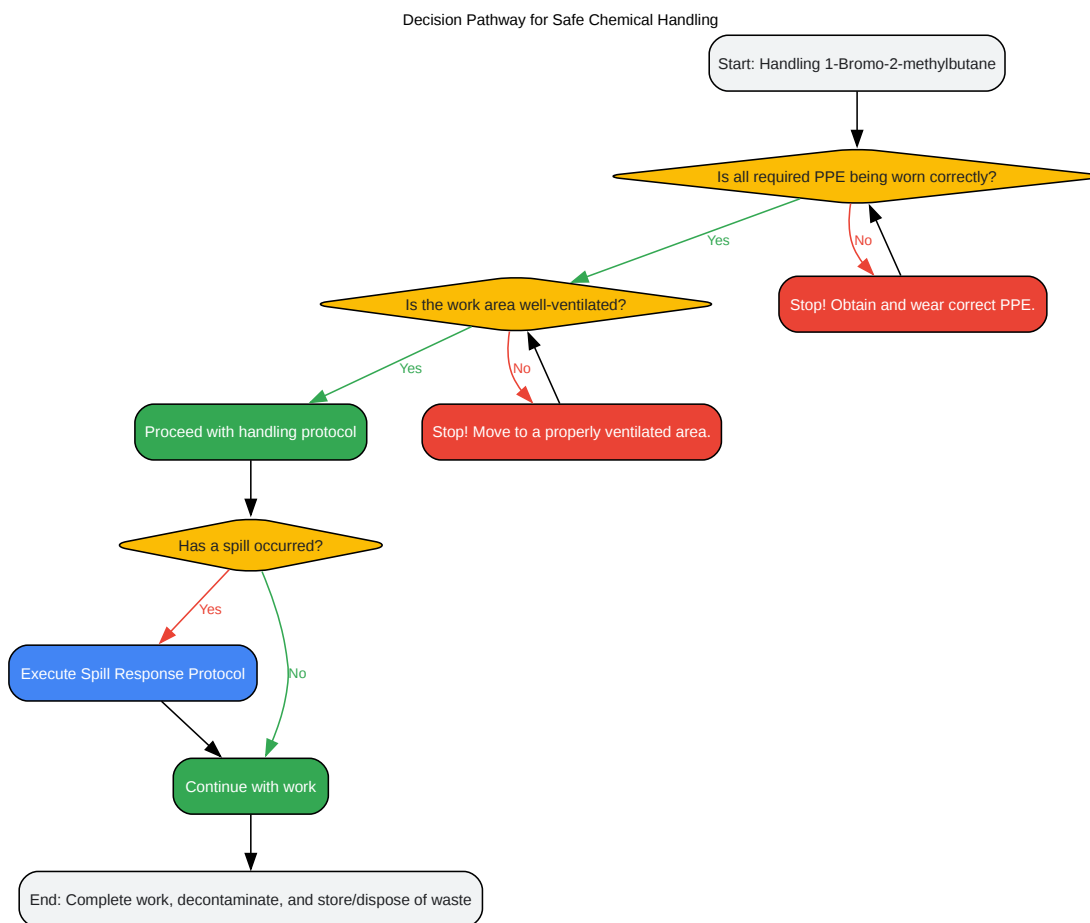 Decision Pathway for Safe Chemical Handling
Start: Handling 1-Bromo-2-methylbutane
Is all required PPE being worn correctly?
Yes
No
Stop! Obtain and wear correct PPE.
Is the work area well-ventilated?
Yes
No
Proceed with handling protocol
Stop! Move to a properly ventilated area.
Has a spill occurred?
Yes
No
Execute Spill Response Protocol
Continue with work
End: Complete work, decontaminate, and store/dispose of waste